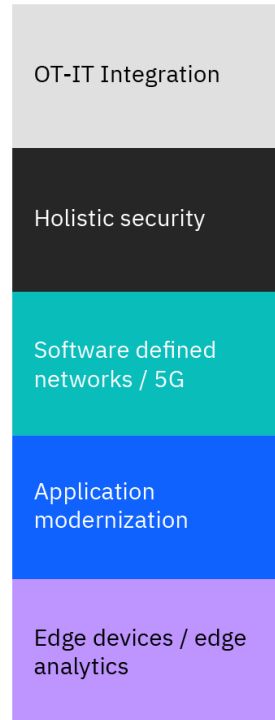 OT-IT Integration
Holistic security
Software defined
networks / 5G
Application
modernization
Edge devices / edge
analytics